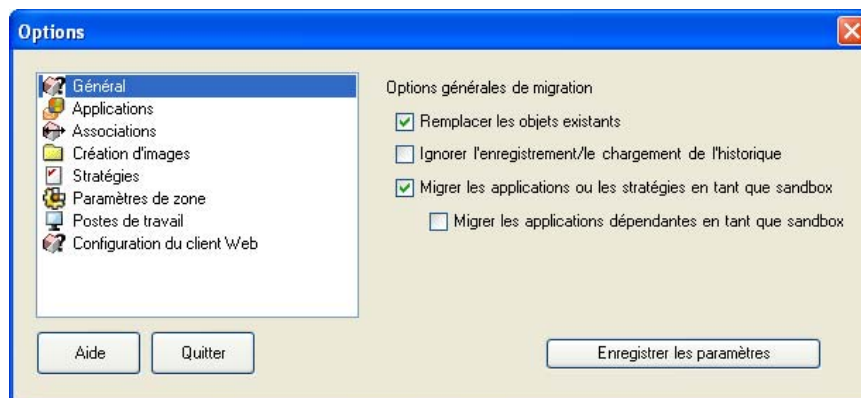 Options
Général
Applications
Associations
Création d'images
Stratégies
Paramètres de zone
Postes de travail
Configuration du client Web
Options générales de migration
Remplacer les objets existants
Ignorer l'enregistrement/le chargement de l'historique
Migrer les applications ou les stratégies en tant que sandbox
Migrer les applications dépendantes en tant que sandbox
Aide
Quitter
Enregistrer les paramètres